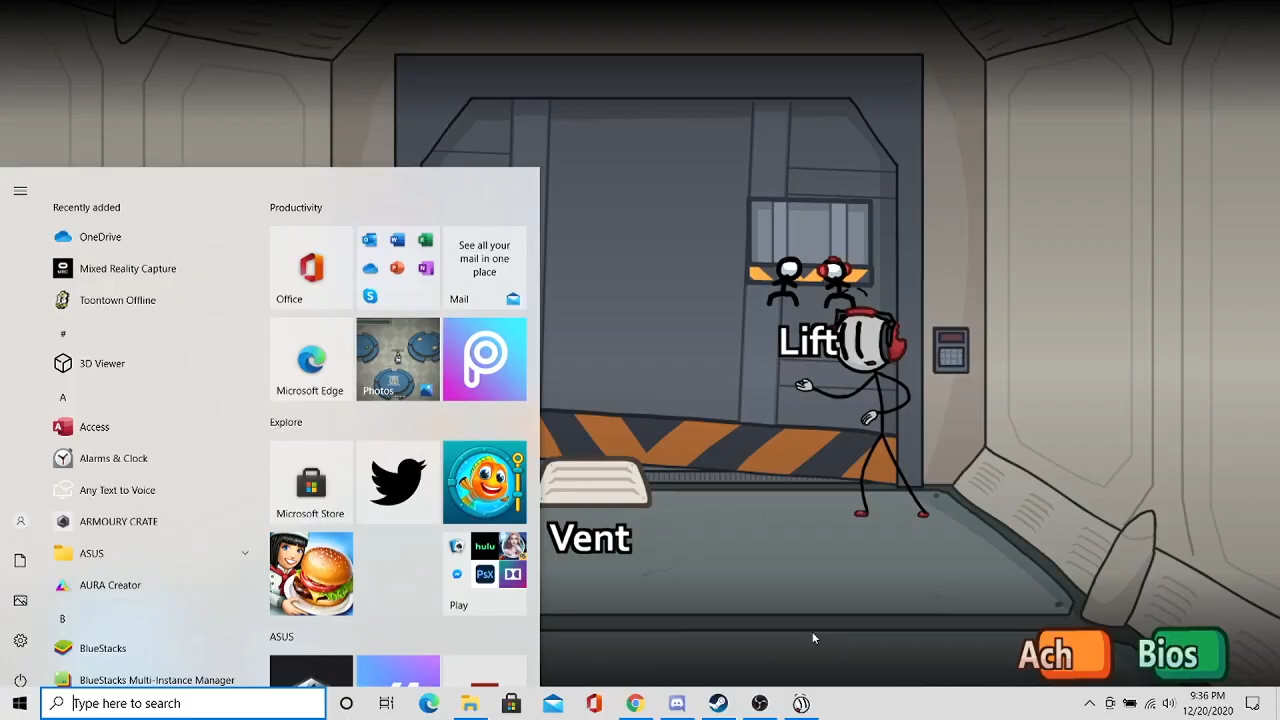 Recently added
OneDrive
Mixed Reality Capture
Toontown Offline
#
3D Viewer
A
Access
Alarms & Clock
Any Text to Voice
ARMOURY CRATE
ASUS
AURA Creator
B
BlueStacks
BlueStacks Multi-Instance Manager
Productivity
Office
See all your
mail in one
place
Mail
Microsoft Edge
Photos
Explore
Microsoft Store
hulu
PsX
Play
ASUS
Lift
Vent
Ach
Bios
Type here to search
9:36 PM
12/20/2020